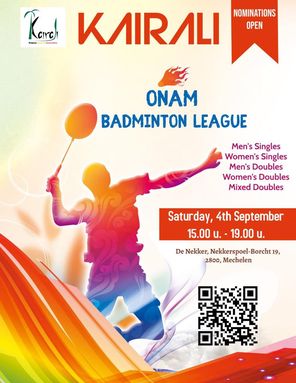 Kairali
KAIRALI
NOMINATIONS
OPEN
ONAM
BADMINTON LEAGUE
Men's Singles
Women's Singles
Men's Doubles
Women's Doubles
Mixed Doubles
Saturday, 4th September
15.00 u. - 19.00 u.
De Nekker, Nekkerspoel-Borcht 19,
2800, Mechelen